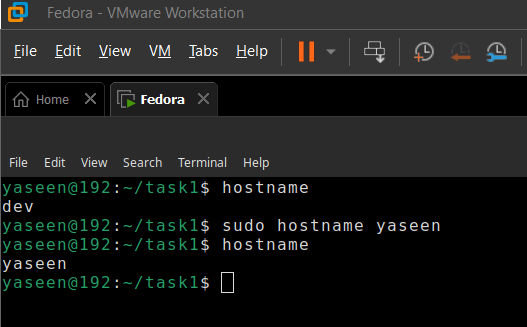 Fedora - VMware Workstation
File Edit View VM Tabs Help
Home Fedora
File Edit View Search Terminal Help
yaseen@192:~/task1$ hostname
dev
yaseen@192:~/task1$ sudo hostname yaseen
yaseen@192:~/task1$ hostname
yaseen
yaseen@192:~/task1$